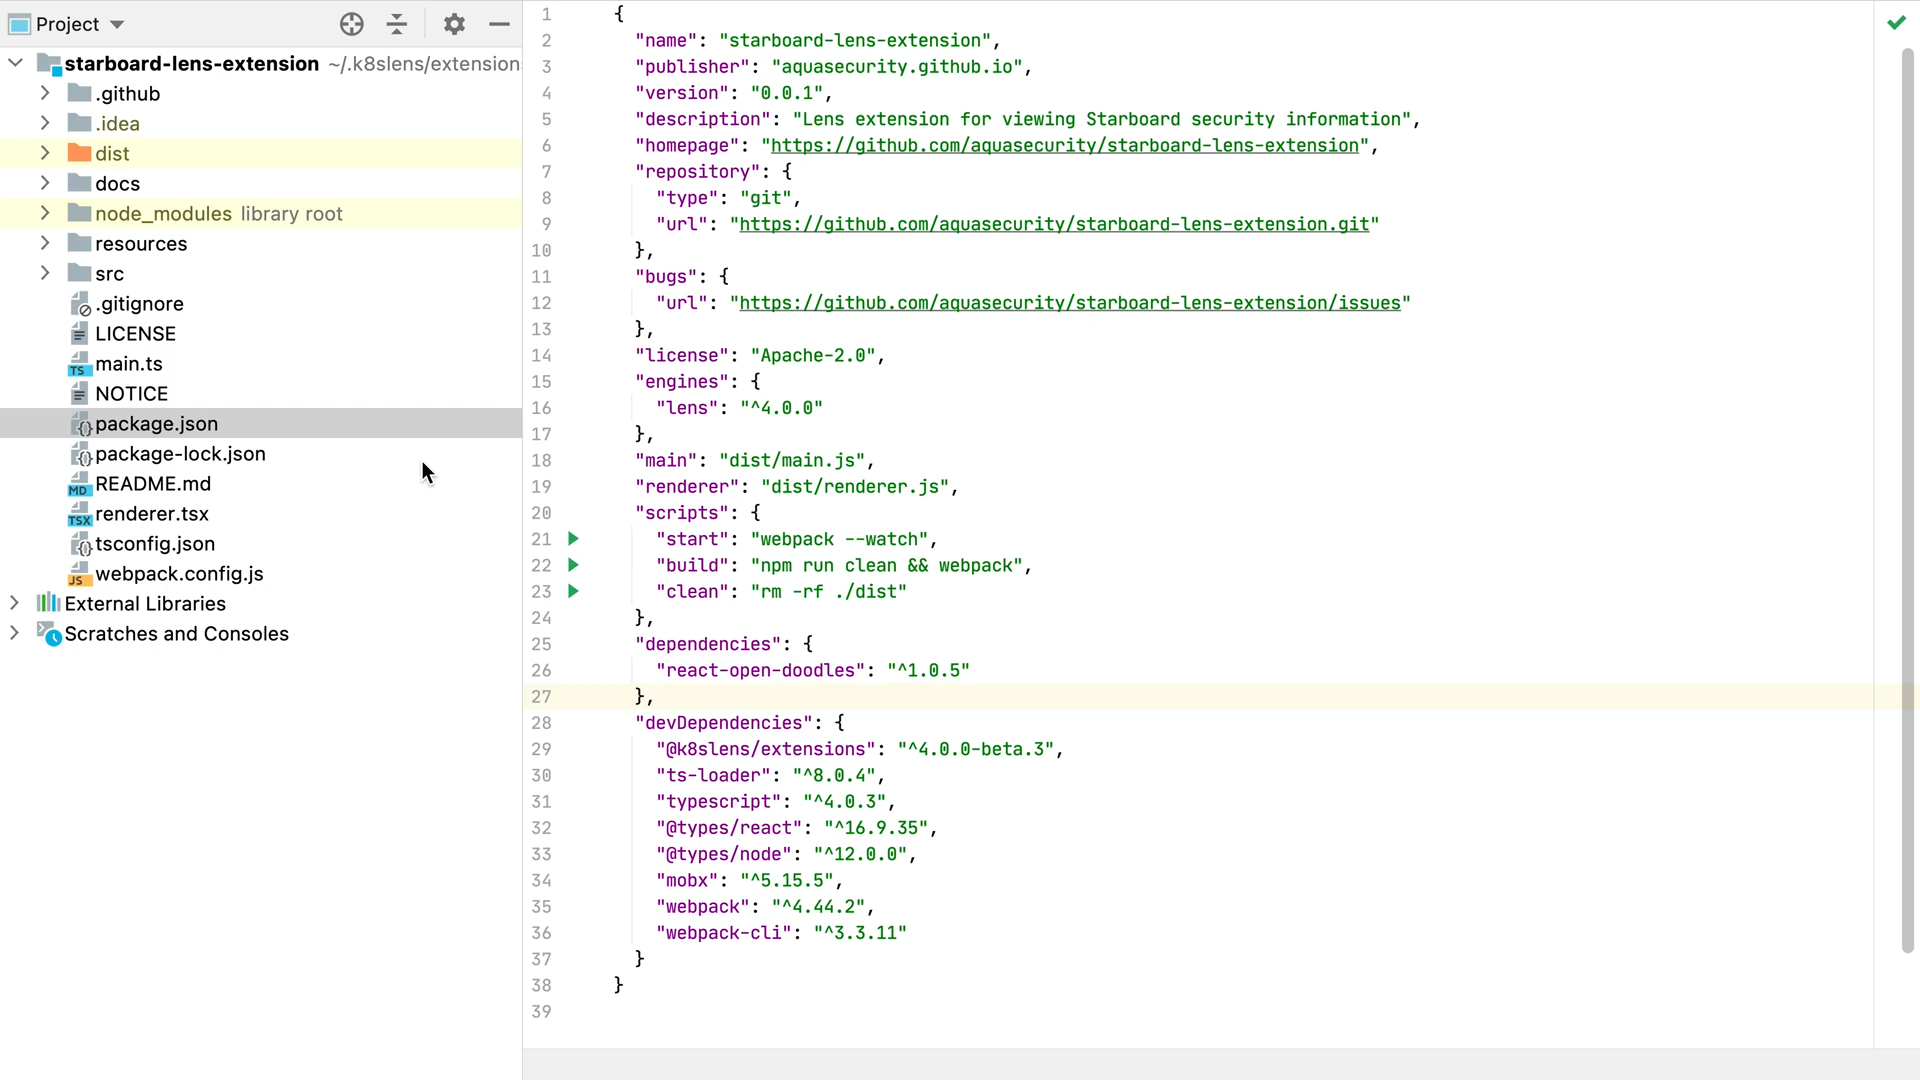 Project
starboard-lens-extension ~/.k8slens/extension
.github
.idea
dist
docs
node_modules library root
resources
src
.gitignore
LICENSE
main.ts
NOTICE
package.json
package-lock.json
README.md
renderer.tsx
tsconfig.json
webpack.config.js
External Libraries
Scratches and Consoles
1 {
2 "name": "starboard-lens-extension",
3 "publisher": "aquasecurity.github.io",
4 "version": "0.0.1",
5 "description": "Lens extension for viewing Starboard security information",
6 "homepage": "https://github.com/aquasecurity/starboard-lens-extension",
7 "repository": {
8 "type": "git",
9 "url": "https://github.com/aquasecurity/starboard-lens-extension.git"
10 },
11 "bugs": {
12 "url": "https://github.com/aquasecurity/starboard-lens-extension/issues"
13 },
14 "license": "Apache-2.0",
15 "engines": {
16 "lens": "^4.0.0"
17 },
18 "main": "dist/main.js",
19 "renderer": "dist/renderer.js",
20 "scripts": {
21 "start": "webpack --watch",
22 "build": "npm run clean && webpack",
23 "clean": "rm -rf ./dist"
24 },
25 "dependencies": {
26 "react-open-doodles": "^1.0.5"
27 },
28 "devDependencies": {
29 "@k8slens/extensions": "^4.0.0-beta.3",
30 "ts-loader": "^8.0.4",
31 "typescript": "^4.0.3",
32 "@types/react": "^16.9.35",
33 "@types/node": "^12.0.0",
34 "mobx": "^5.15.5",
35 "webpack": "^4.44.2",
36 "webpack-cli": "^3.3.11"
37 }
38 }
39